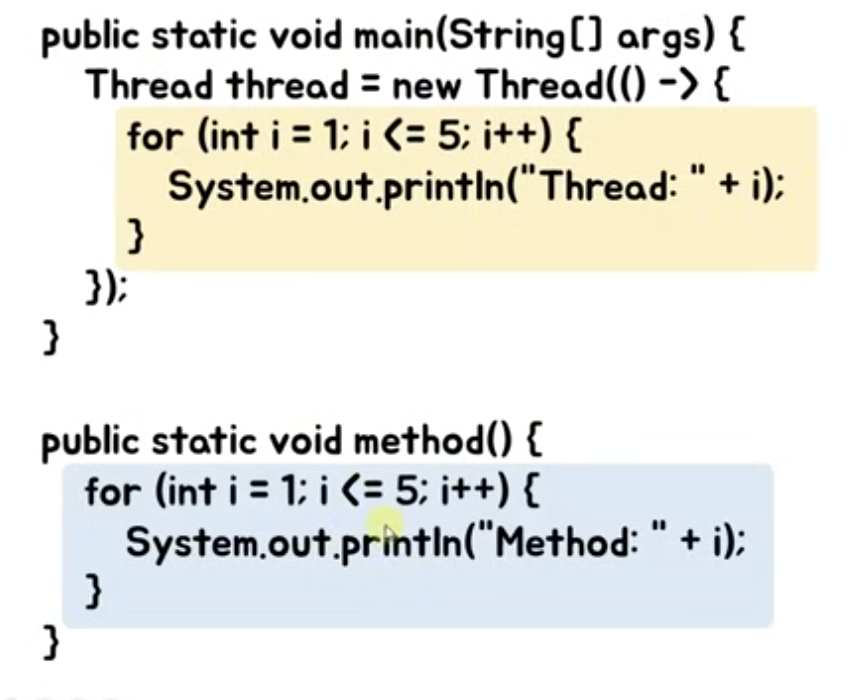 public static void main(String[] args) {
Thread thread = new Thread(() -> {
for (int i = 1; i <= 5; i++) {
System.out.println("Thread: " + i);
}
});
}
public static void method() {
for (int i = 1; i <= 5; i++) {
System.out.println("Method: " + i);
}
}